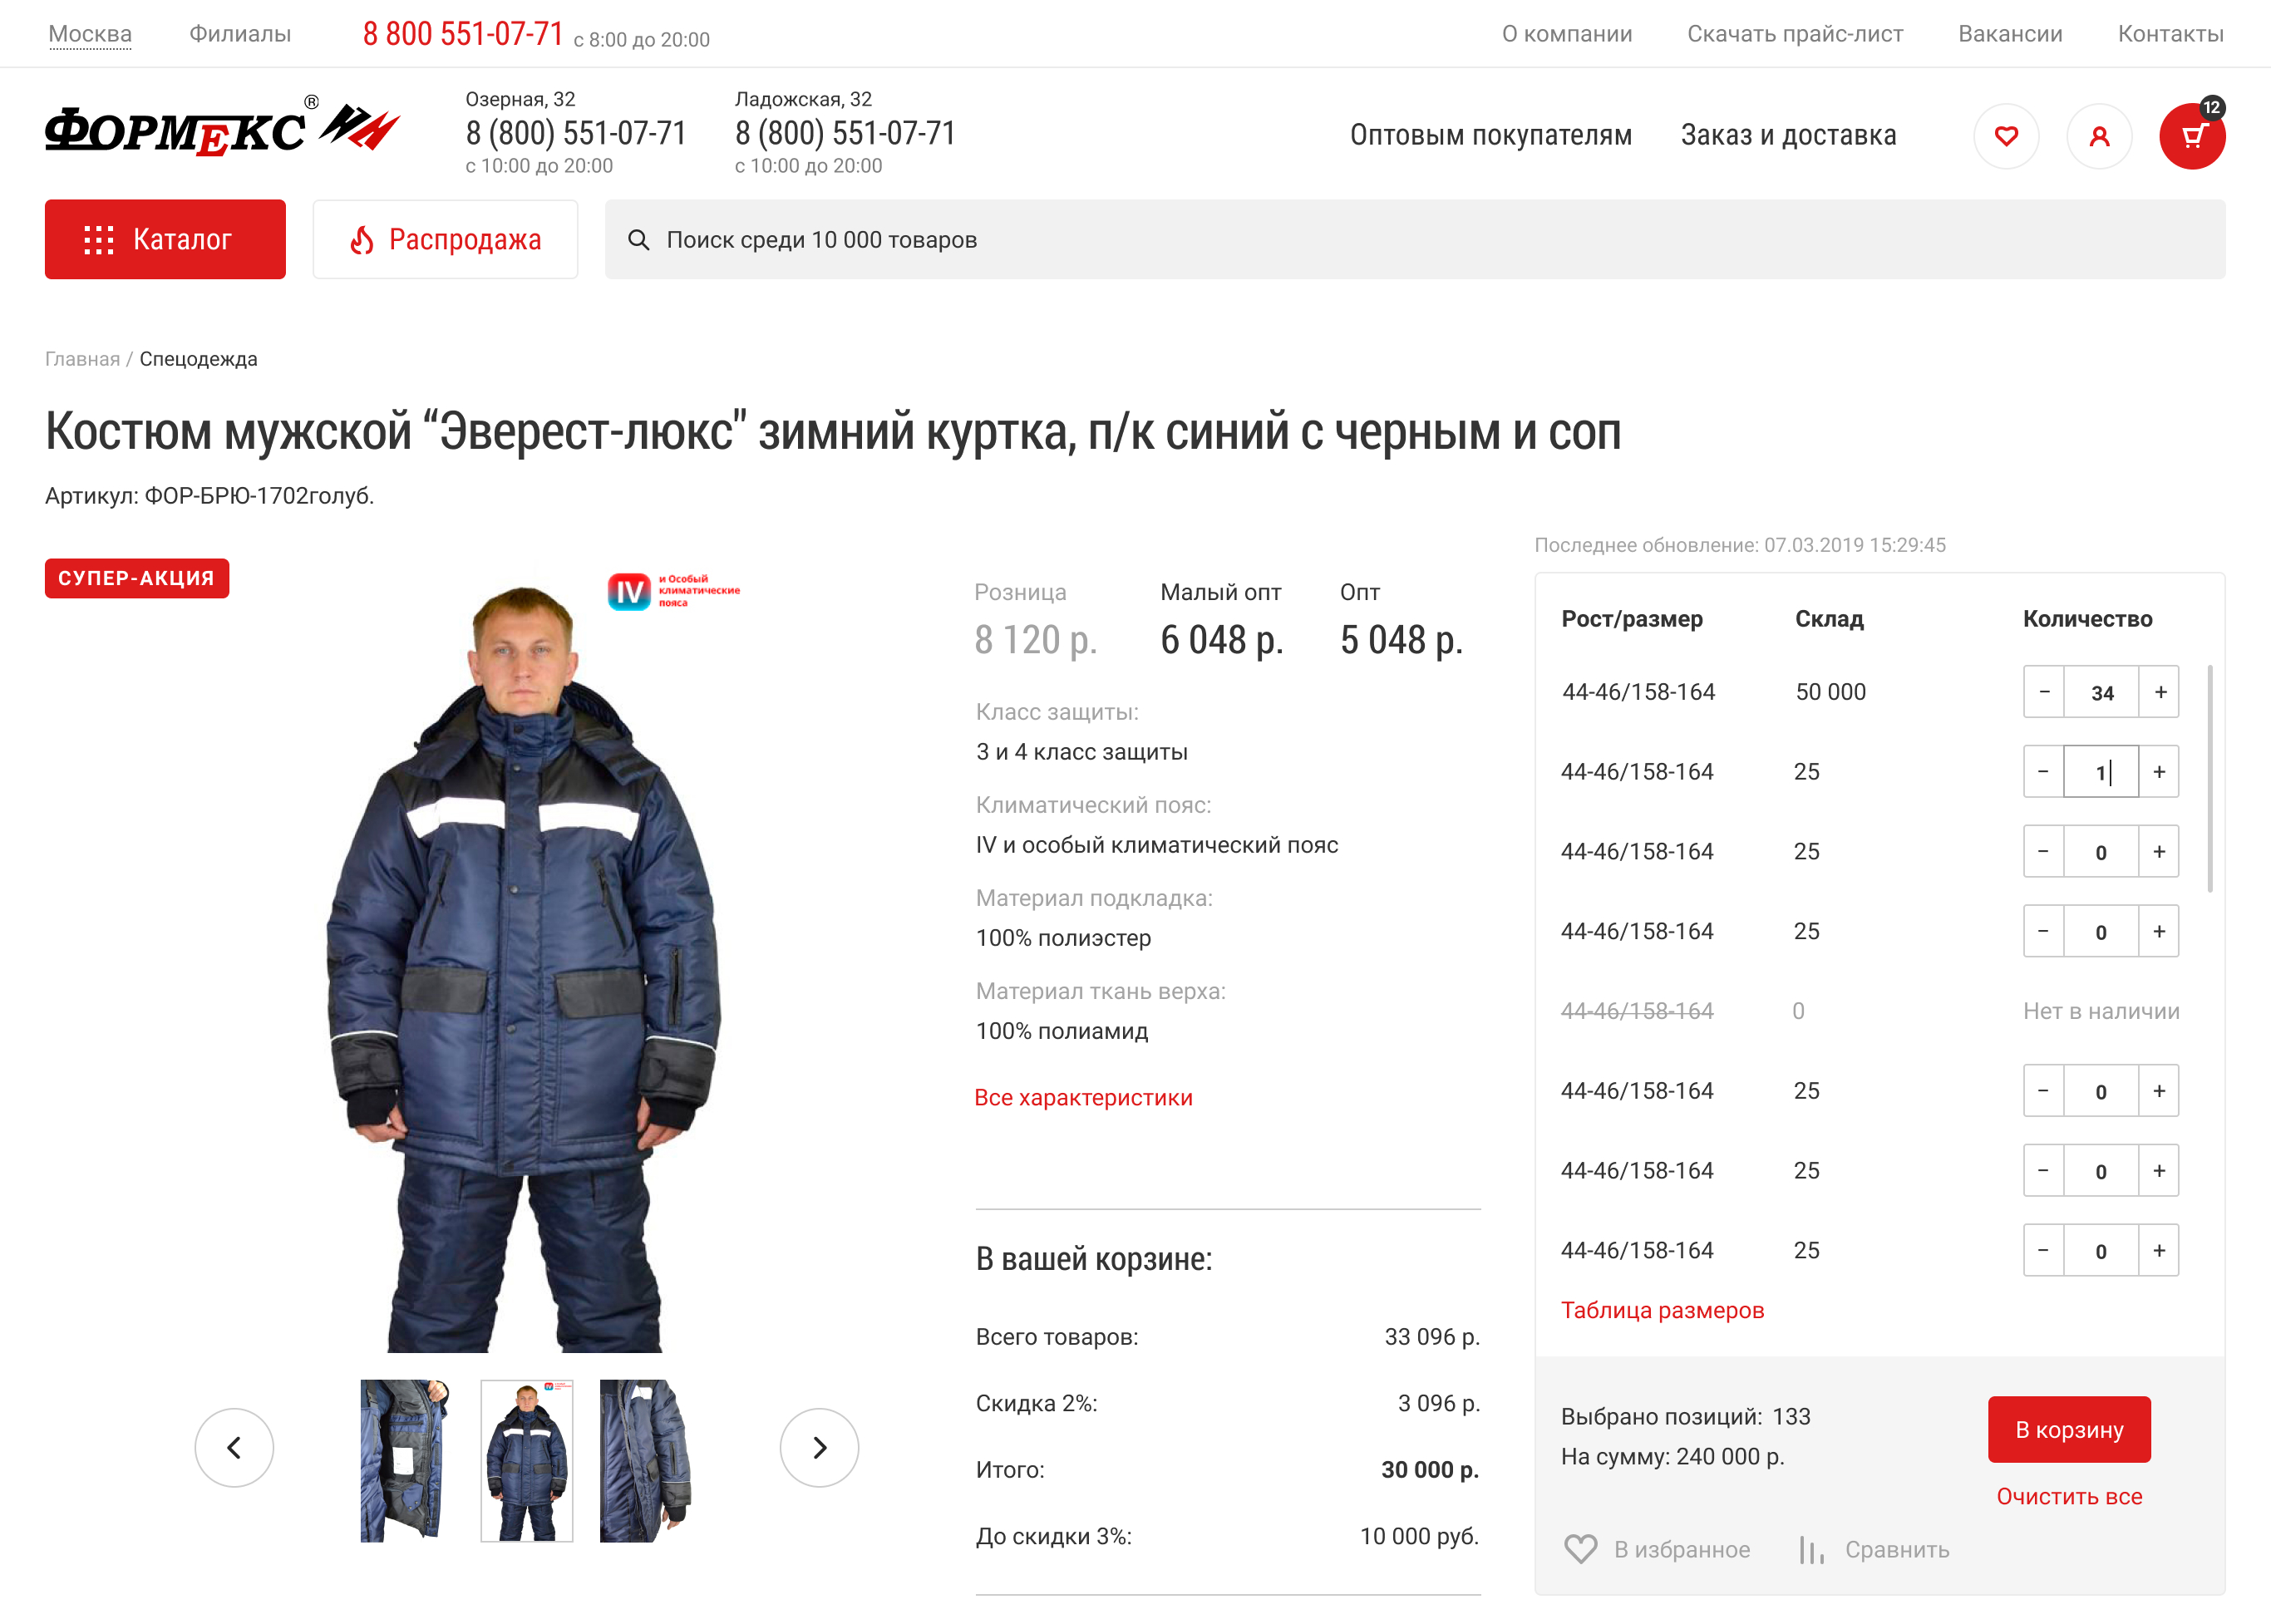 Москва Филиалы 8 800 551-07-71 с 8:00 до 20:00 О компании Скачать прайс-лист Вакансии Контакты
ФОРМЕКС®
Озерная, 32
8 (800) 551-07-71
с 10:00 до 20:00
Ладожская, 32
8 (800) 551-07-71
с 10:00 до 20:00
Оптовым покупателям Заказ и доставка 12
Каталог Распродажа Поиск среди 10 000 товаров
Главная / Спецодежда
Костюм мужской “Эверест-люкс" зимний куртка, п/к синий с черным и соп
Артикул: ФОР-БРЮ-1702голуб.
СУПЕР-АКЦИЯ
IV
и Особый
климатические
пояса
Розница Малый опт Опт
8 120 р. 6 048 р. 5 048 р.
Класс защиты:
3 и 4 класс защиты
Климатический пояс:
IV и особый климатический пояс
Материал подкладка:
100% полиэстер
Материал ткань верха:
100% полиамид
Все характеристики
В вашей корзине:
Всего товаров: 33 096 р.
Скидка 2%: 3 096 р.
Итого: 30 000 р.
До скидки 3%: 10 000 руб.
Последнее обновление: 07.03.2019 15:29:45
Рост/размер Склад Количество
44-46/158-164 50 000 − 34 +
44-46/158-164 25 − 1 +
44-46/158-164 25 − 0 +
44-46/158-164 25 − 0 +
44-46/158-164 0 Нет в наличии
44-46/158-164 25 − 0 +
44-46/158-164 25 − 0 +
44-46/158-164 25 − 0 +
Таблица размеров
Выбрано позиций: 133
На сумму: 240 000 р.
В корзину
Очистить все
В избранное Сравнить